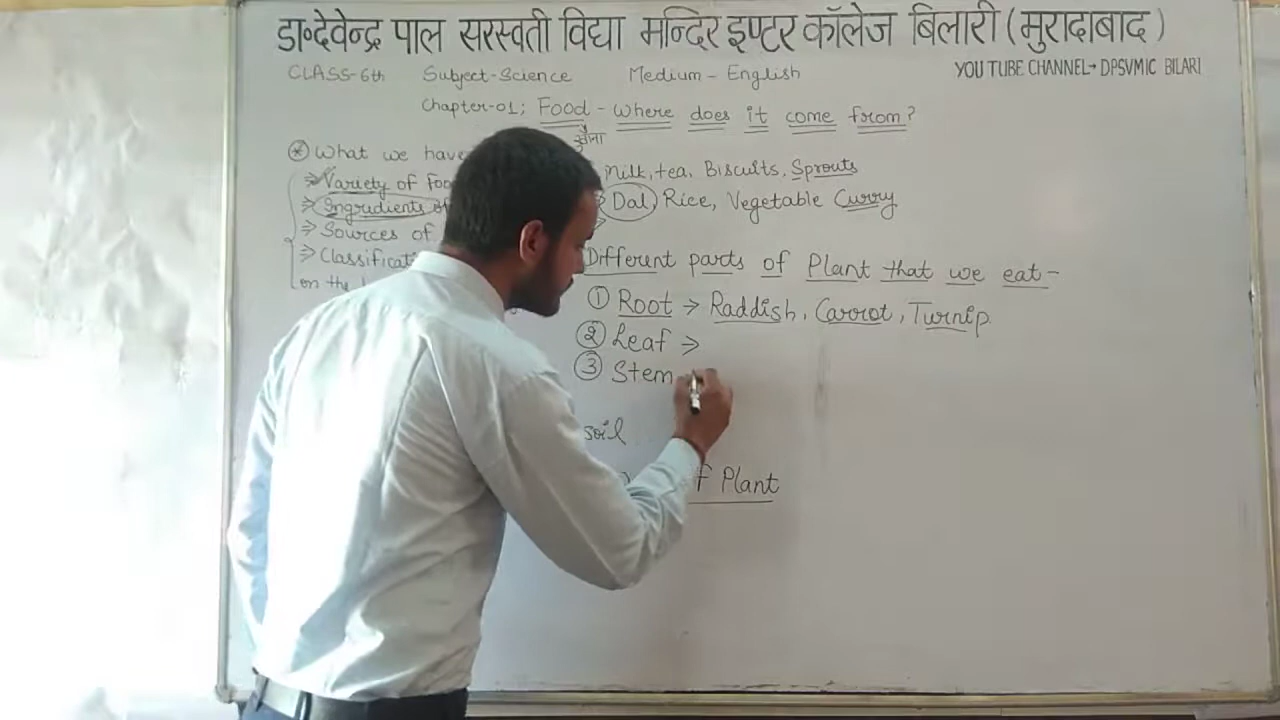 डा॰देवेन्द्र पाल सरस्वती विद्या मन्दिर इण्टर कॉलेज बिलारी (मुरादाबाद)
CLASS-6th Subject-Science Medium - English
YOU TUBE CHANNEL→ DPSVMIC BILARI
Chapter-01; Food - Where does it come from?
* What we have
→ Variety of Foo
→ Ingredients of
→ Sources of
→ Classificati
on the
Milk, tea, Biscuits, Sprouts
Dal Rice, Vegetable Curry
Different parts of Plant that we eat -
① Root → Raddish, Carrot, Turnip.
② Leaf →
③ Stem
soil
f Plant